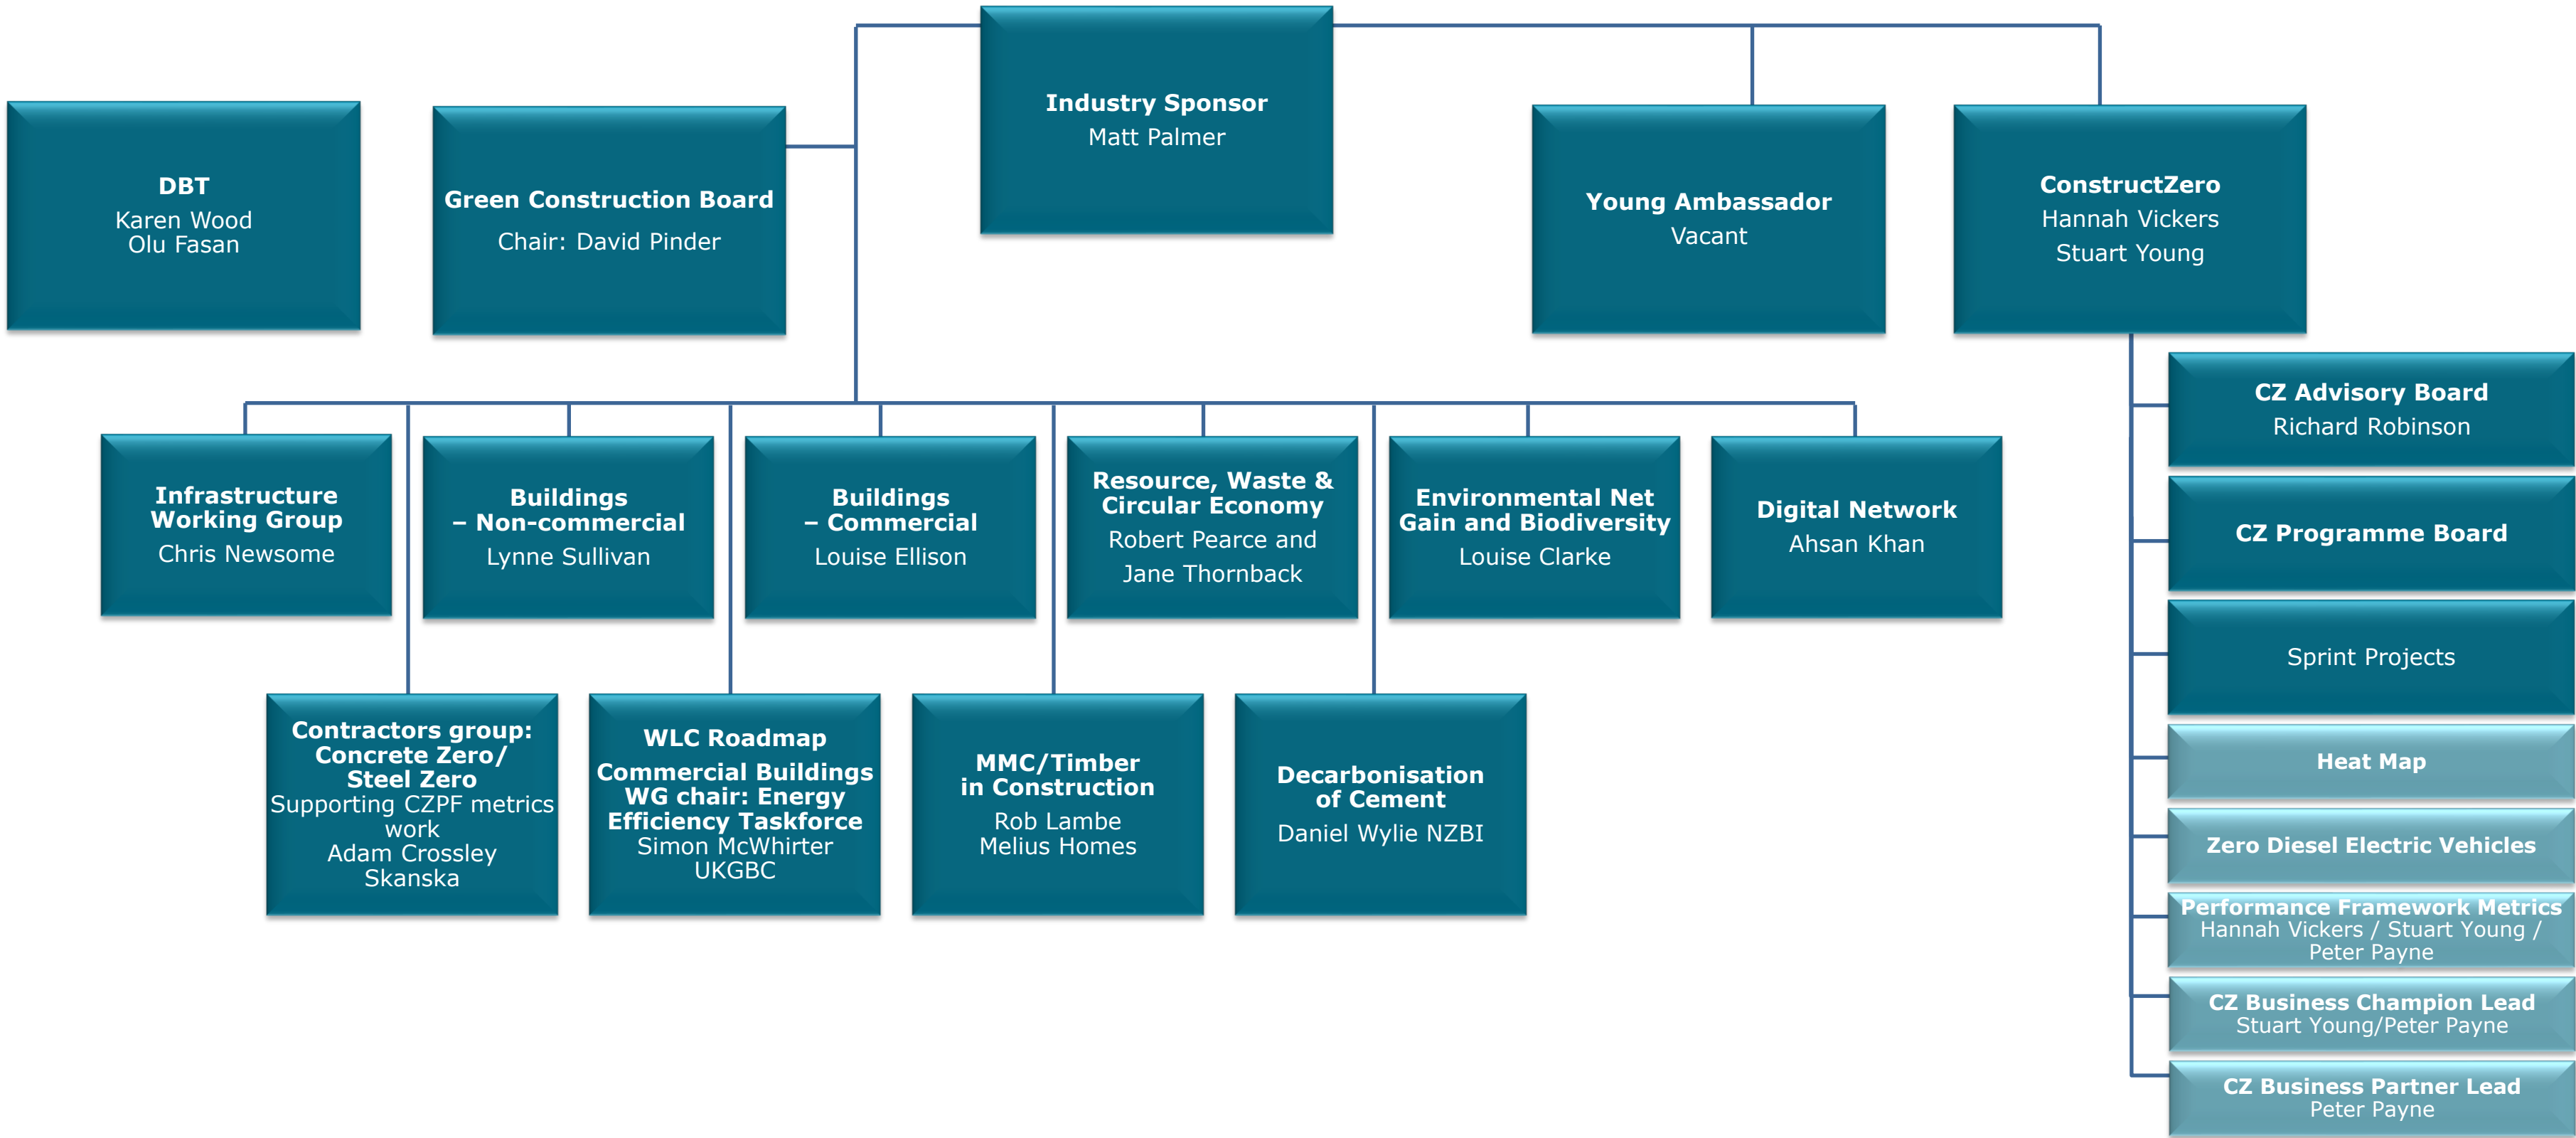 Industry Sponsor
Matt Palmer
DBT
Karen Wood
Olu Fasan
Green Construction Board
Chair: David Pinder
Young Ambassador
Vacant
ConstructZero
Hannah Vickers
Stuart Young
Infrastructure
Working Group
Chris Newsome
Buildings
– Non-commercial
Lynne Sullivan
Buildings
– Commercial
Louise Ellison
Resource, Waste &
Circular Economy
Robert Pearce and
Jane Thornback
Environmental Net
Gain and Biodiversity
Louise Clarke
Digital Network
Ahsan Khan
Contractors group:
Concrete Zero/
Steel Zero
Supporting CZPF metrics
work
Adam Crossley
Skanska
WLC Roadmap
Commercial Buildings
WG chair: Energy
Efficiency Taskforce
Simon McWhirter
UKGBC
MMC/Timber
in Construction
Rob Lambe
Melius Homes
Decarbonisation
of Cement
Daniel Wylie NZBI
CZ Advisory Board
Richard Robinson
CZ Programme Board
Sprint Projects
Heat Map
Zero Diesel Electric Vehicles
Performance Framework Metrics
Hannah Vickers / Stuart Young /
Peter Payne
CZ Business Champion Lead
Stuart Young/Peter Payne
CZ Business Partner Lead
Peter Payne